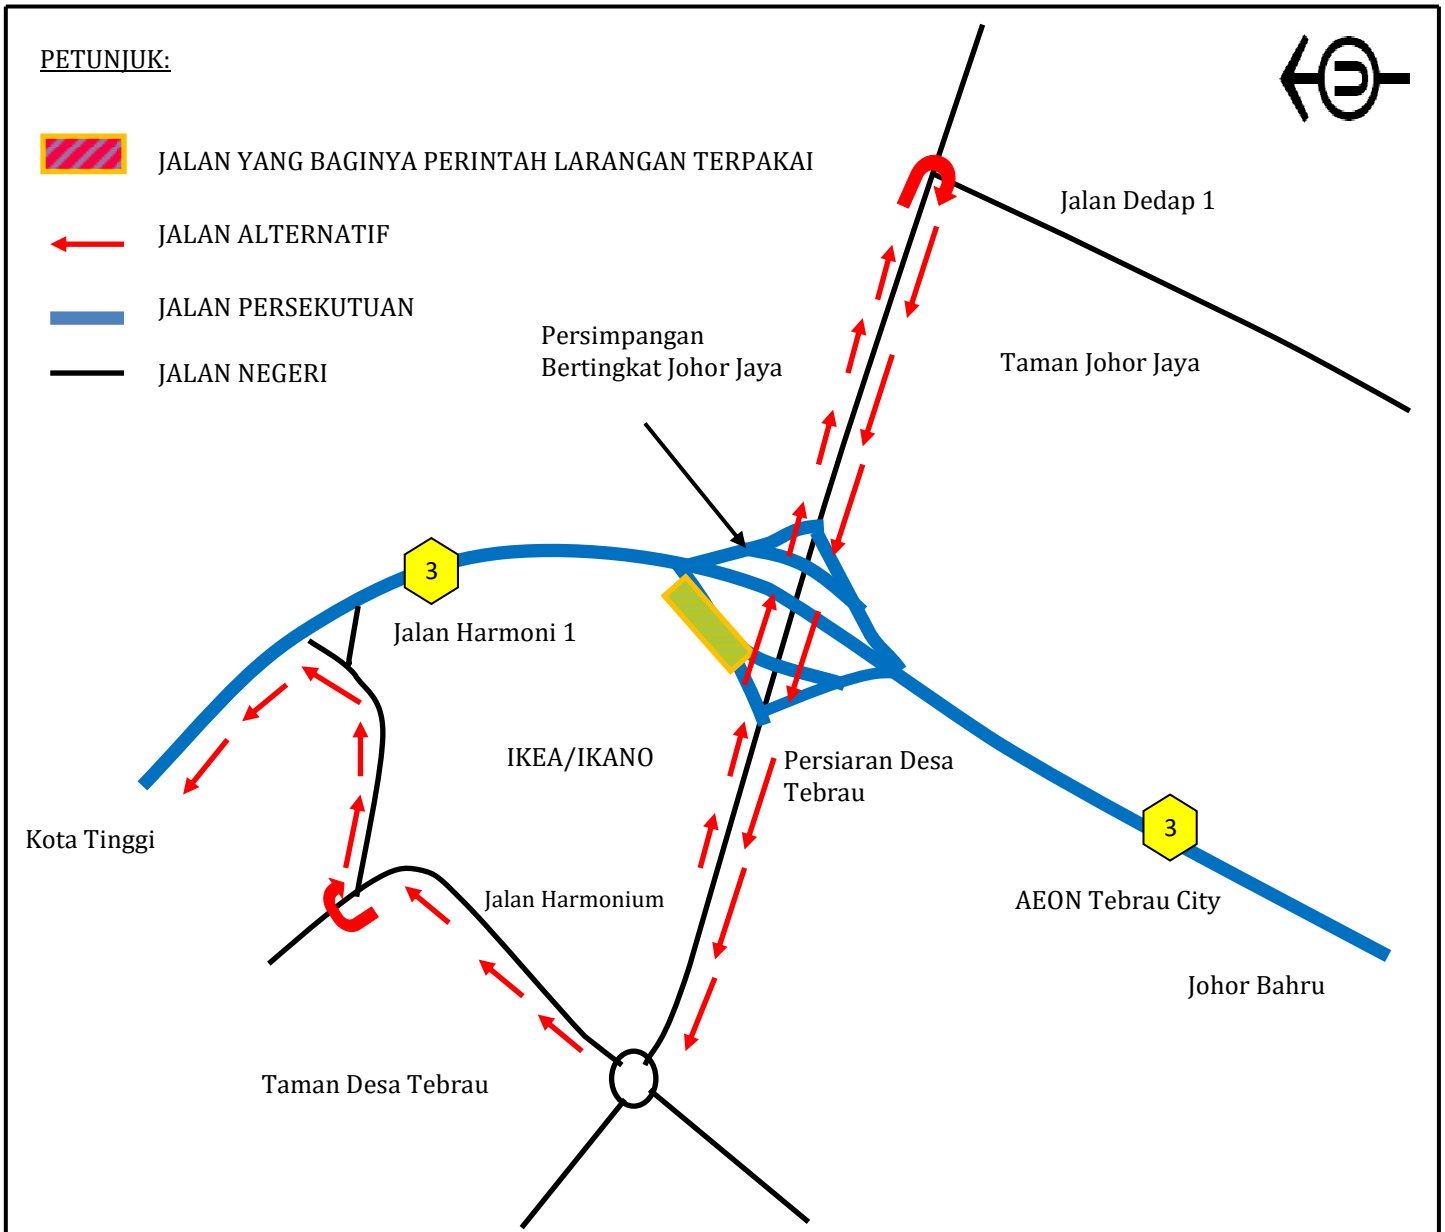 PETUNJUK:
U
JALAN YANG BAGINYA PERINTAH LARANGAN TERPAKAI
JALAN ALTERNATIF
JALAN PERSEKUTUAN
JALAN NEGERI
Jalan Dedap 1
Persimpangan
Bertingkat Johor Jaya
Taman Johor Jaya
3
Jalan Harmoni 1
IKEA/IKANO
Persiaran Desa
Tebrau
3
Kota Tinggi
Jalan Harmonium
AEON Tebrau City
Johor Bahru
Taman Desa Tebrau